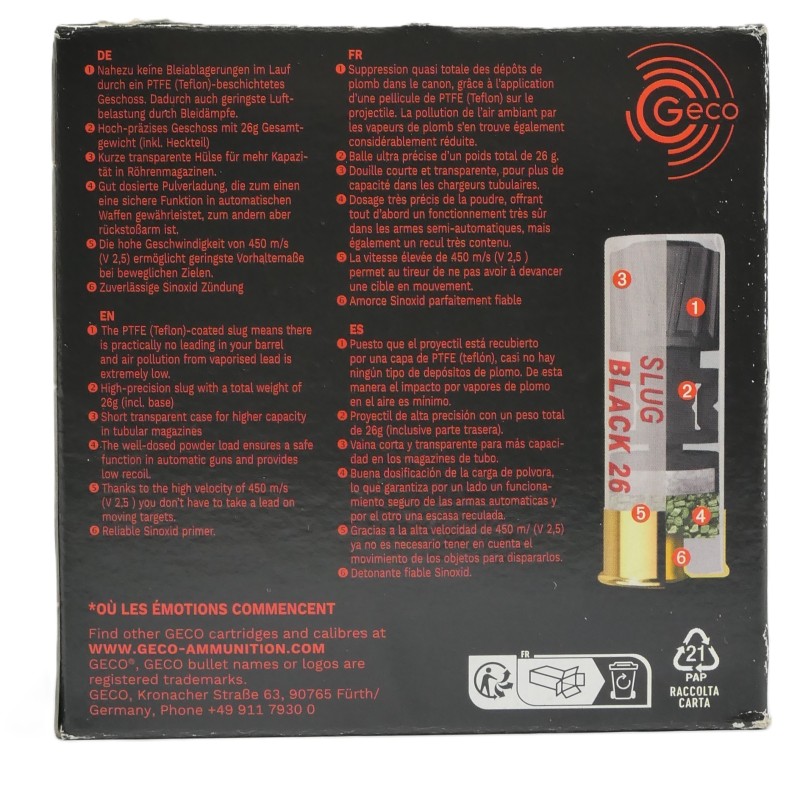 DE
❶ Nahezu keine Bleiablagerungen im Lauf
durch ein PTFE (Teflon)-beschichtetes
Geschoss. Dadurch auch geringste Luft-
belastung durch Bleidämpfe.
❷ Hoch-präzises Geschoss mit 26g Gesamt-
gewicht (inkl. Heckteil)
❸ Kurze transparente Hülse für mehr Kapazi-
tät in Röhrenmagazinen.
❹ Gut dosierte Pulverladung, die zum einen
eine sichere Funktion in automatischen
Waffen gewährleistet, zum andern aber
rückstoßarm ist.
❺ Die hohe Geschwindigkeit von 450 m/s
(V 2,5) ermöglicht geringe Vorhaltemaße
bei beweglichen Zielen.
❻ Zuverlässige Sinoxid Zündung
EN
❶ The PTFE (Teflon)-coated slug means there
is practically no leading in your barrel
and air pollution from vaporised lead is
extremely low.
❷ High-precision slug with a total weight of
26g (incl. base)
❸ Short transparent case for higher capacity
in tubular magazines
❹ The well-dosed powder load ensures a safe
function in automatic guns and provides
low recoil.
❺ Thanks to the high velocity of 450 m/s
(V 2,5 ) you don't have to take a lead on
moving targets.
❻ Reliable Sinoxid primer.
FR
❶ Suppression quasi totale des dépôts de
plomb dans le canon, grâce à l'application
d'une pellicule de PTFE (Teflon) sur le
projectile. La pollution de l'air ambiant par
les vapeurs de plomb s'en trouve également
considérablement réduite.
❷ Balle ultra précise d'un poids total de 26 g.
❸ Douille courte et transparente, pour plus de
capacité dans les chargeurs tubulaires.
❹ Dosage très précis de la poudre, offrant
tout d'abord un fonctionnement très sûr
dans les armes semi-automatiques, mais
également un recul très contenu.
❺ La vitesse élevée de 450 m/s (V 2,5 )
permet au tireur de ne pas avoir à devancer
une cible en mouvement.
❻ Amorce Sinoxid parfaitement fiable
ES
❶ Puesto que el proyectil está recubierto
por una capa de PTFE (teflón), casi no hay
ningún tipo de depósitos de plomo. De esta
manera el impacto por vapores de plomo
en el aire es mínimo.
❷ Proyectil de alta precisión con un peso total
de 26g (inclusive parte trasera).
❸ Vaina corta y transparente para más capaci-
dad en los magazines de tubo.
❹ Buena dosificación de la carga de polvora,
lo que garantiza por un lado un funciona-
miento seguro de las armas automaticas y
por el otro una escasa reculada.
❺ Gracias a la alta velocidad de 450 m/ (V 2,5)
ya no es necesario tener en cuenta el
movimiento de los objetos para dispararlos.
❻ Detonante fiable Sinoxid.
Geco
3
1
2
5
4
6
SLUG
BLACK 26
*OÙ LES ÉMOTIONS COMMENCENT
Find other GECO cartridges and calibres at
WWW.GECO-AMMUNITION.COM
GECO®, GECO bullet names or logos are
registered trademarks.
GECO, Kronacher Straße 63, 90765 Fürth/
Germany, Phone +49 911 7930 0
FR
21
PAP
RACCOLTA
CARTA